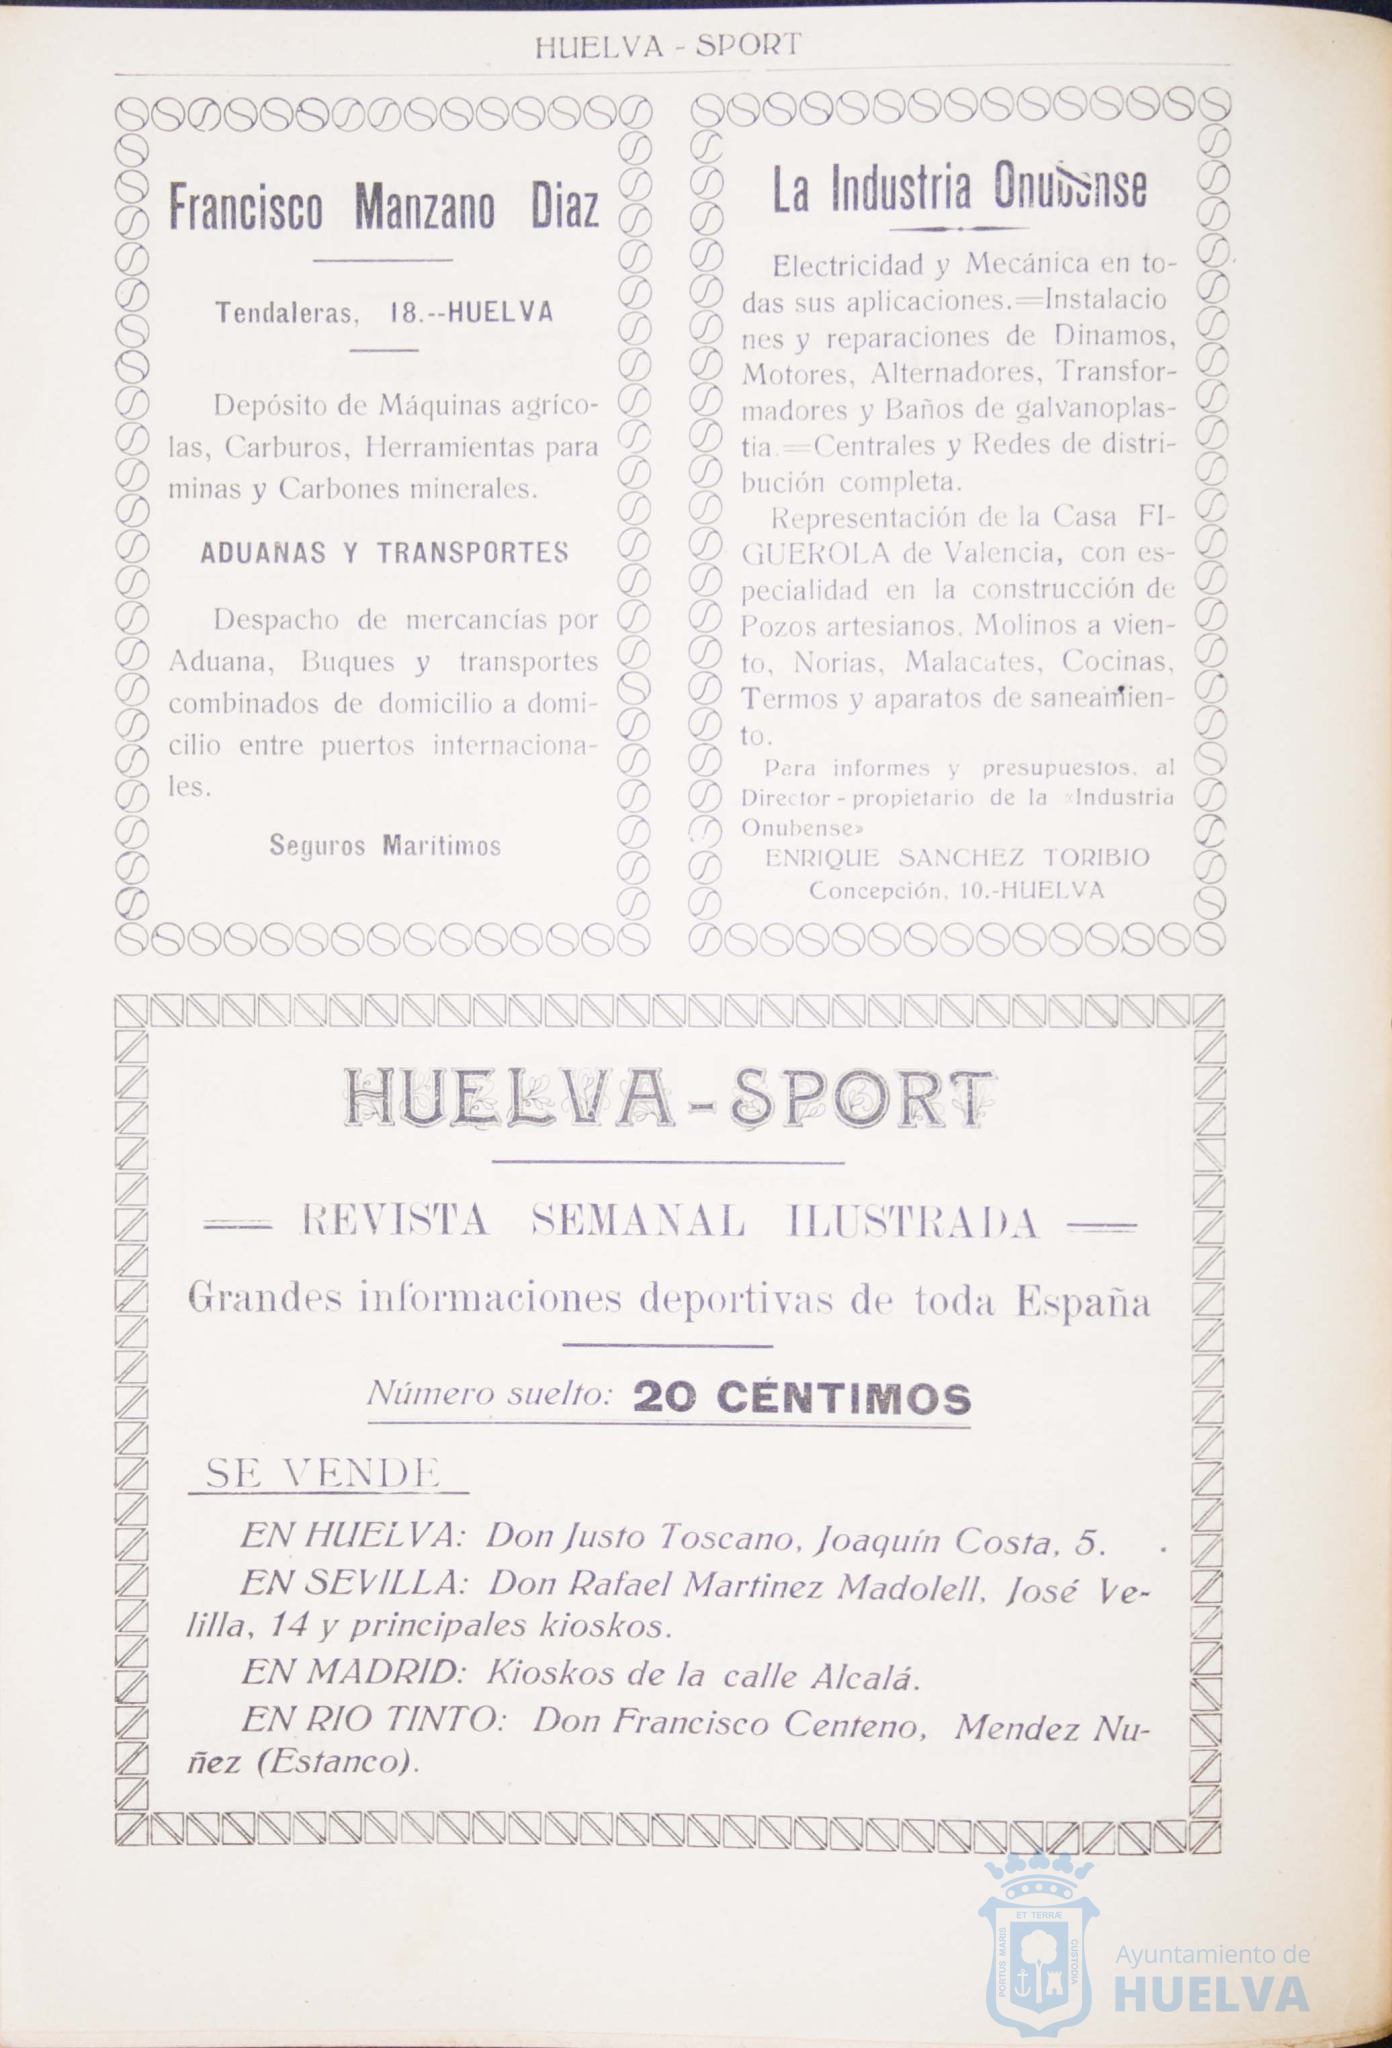 HUELVA - SPORT
Francisco Manzano Diaz
Tendaleras, 18.--HUELVA
Depósito de Máquinas agríco-
las, Carburos, Herramientas para
minas y Carbones minerales.
ADUANAS Y TRANSPORTES
Despacho de mercancías por
Aduana, Buques y transportes
combinados de domicilio a domi-
cilio entre puertos internaciona-
les.
Seguros Marítimos
La Industria Onubense
Electricidad y Mecánica en to-
das sus aplicaciones.=Instalacio
nes y reparaciones de Dinamos,
Motores, Alternadores, Transfor-
madores y Baños de galvanoplas-
tia.=Centrales y Redes de distri-
bución completa.
Representación de la Casa FI-
GUEROLA de Valencia, con es-
pecialidad en la construcción de
Pozos artesianos, Molinos a vien-
to, Norias, Malacates, Cocinas,
Termos y aparatos de saneamien-
to.
Para informes y presupuestos, al
Director - propietario de la «Industria
Onubense»
ENRIQUE SANCHEZ TORIBIO
Concepción, 10.-HUELVA
HUELVA - SPORT
REVISTA SEMANAL ILUSTRADA
Grandes informaciones deportivas de toda España
Número suelto: 20 CÉNTIMOS
SE VENDE
EN HUELVA: Don Justo Toscano, Joaquín Costa, 5.
EN SEVILLA: Don Rafael Martinez Madolell, José Ve-
lilla, 14 y principales kioskos.
EN MADRID: Kioskos de la calle Alcalá.
EN RIO TINTO: Don Francisco Centeno, Mendez Nu-
ñez (Estanco).
ET TERRÆ
PORTUS MARIS
CUSTODIA
Ayuntamiento de
HUELVA